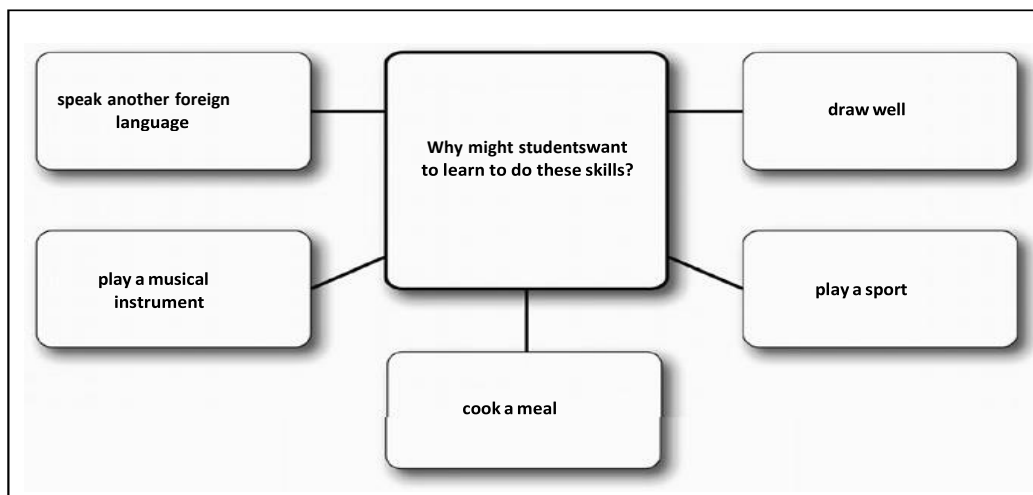 speak another foreign
language
Why might studentswant
to learn to do these skills?
draw well
play a musical
instrument
play a sport
cook a meal